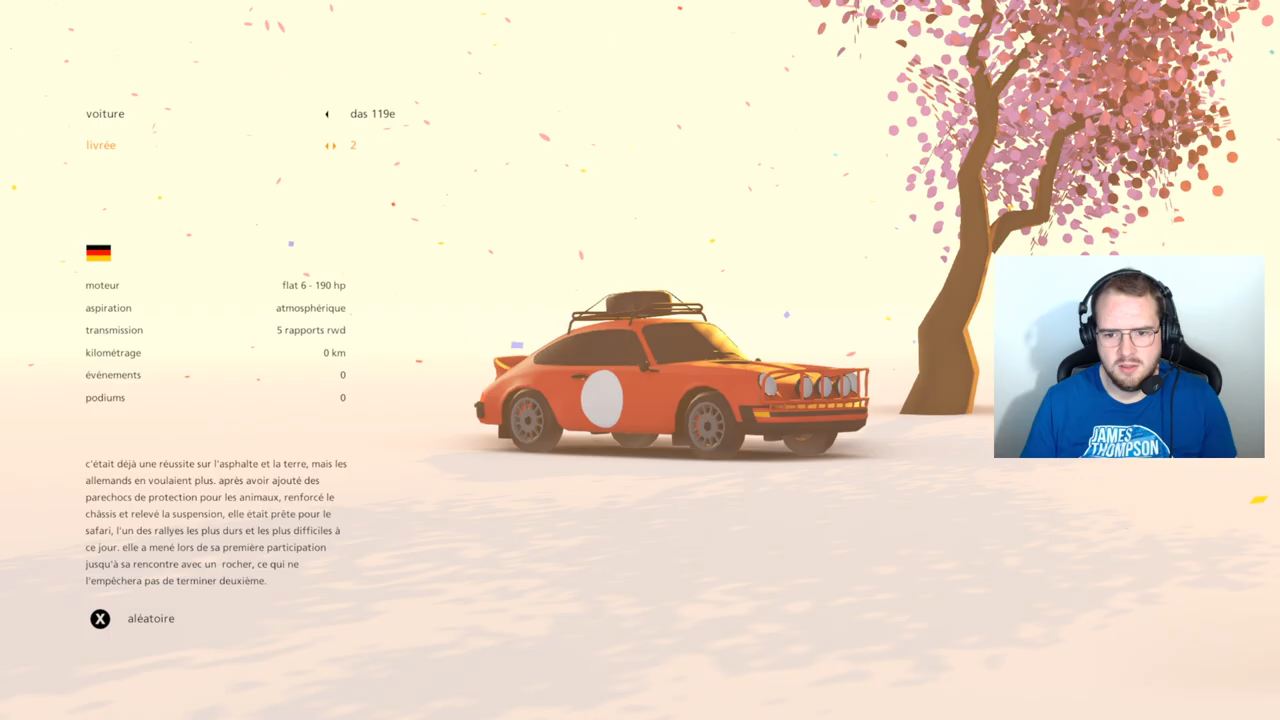 voiture das 119e
livrée 2
moteur flat 6 - 190 hp
aspiration atmosphérique
transmission 5 rapports rwd
kilométrage 0 km
événements 0
podiums 0
c'était déjà une réussite sur l'asphalte et la terre, mais les
allemands en voulaient plus. après avoir ajouté des
parechocs de protection pour les animaux, renforcé le
châssis et relevé la suspension, elle était prête pour le
safari, l'un des rallyes les plus durs et les plus difficiles à
ce jour. elle a mené lors de sa première participation
jusqu'à sa rencontre avec un rocher, ce qui ne
l'empêchera pas de terminer deuxième.
X aléatoire
JAMES
THOMPSON